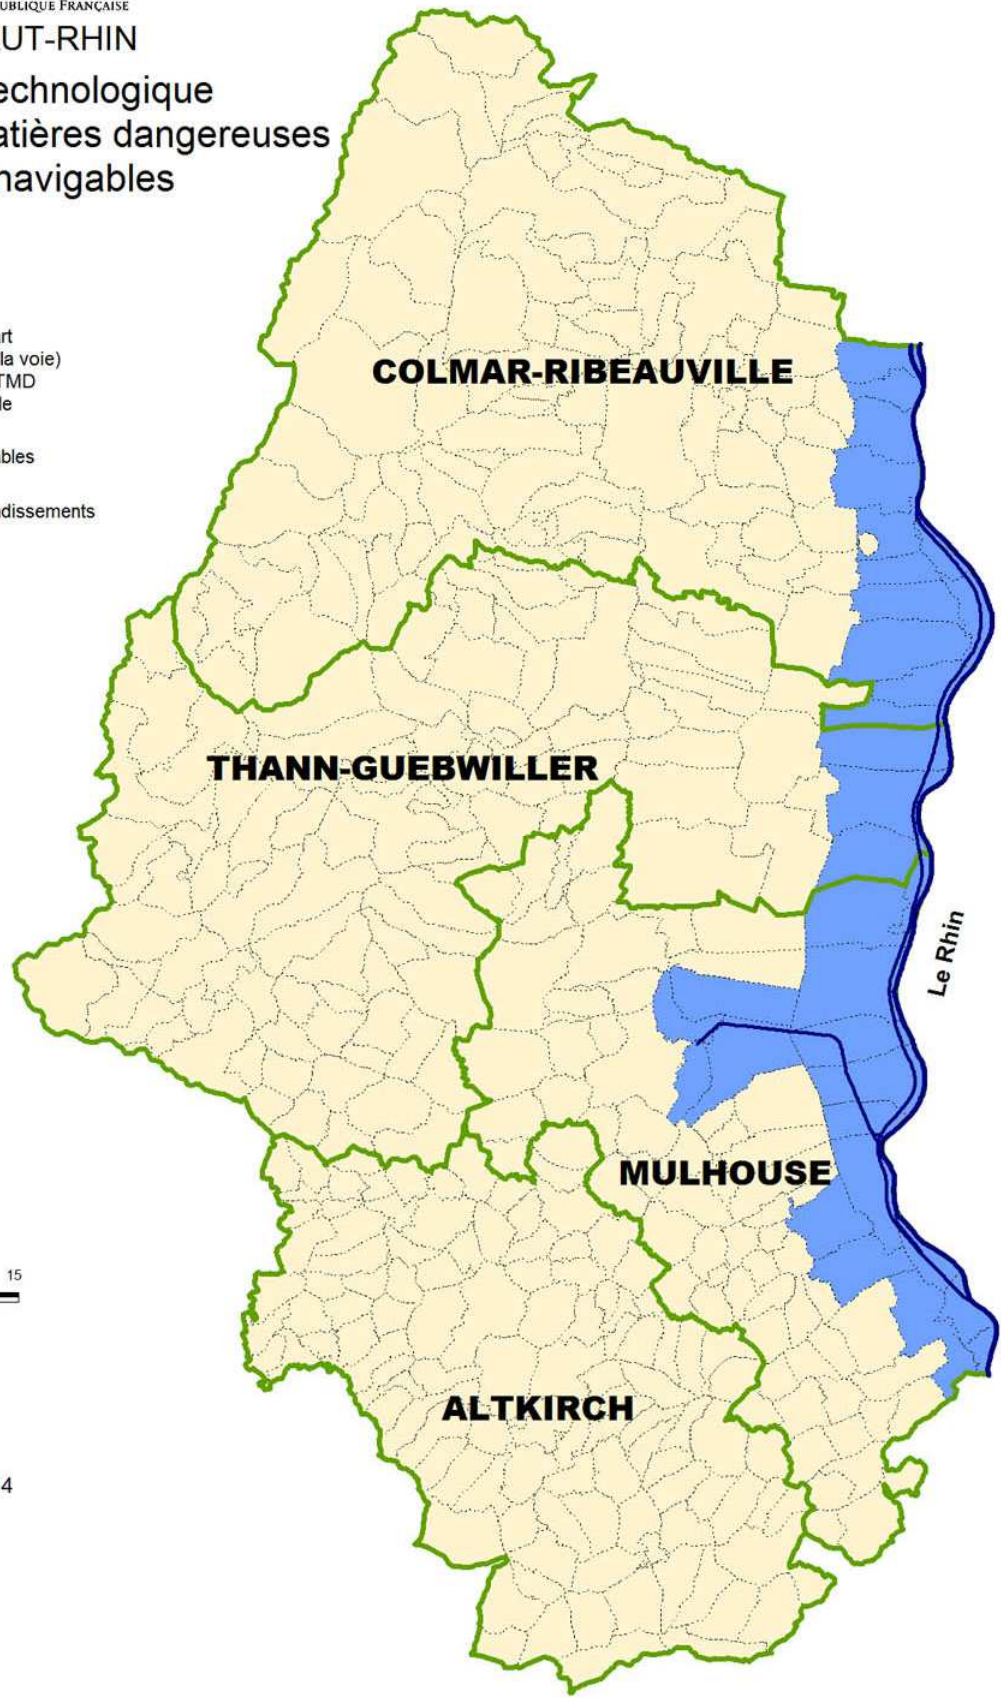 UBLIQUE FRANÇAISE
UT-RHIN
echnologique
atières dangereuses
navigables
rt
la voie)
TMD
le
bles
dissements
COLMAR-RIBEAUVILLE
THANN-GUEBWILLER
Le Rhin
MULHOUSE
15
ALTKIRCH
4